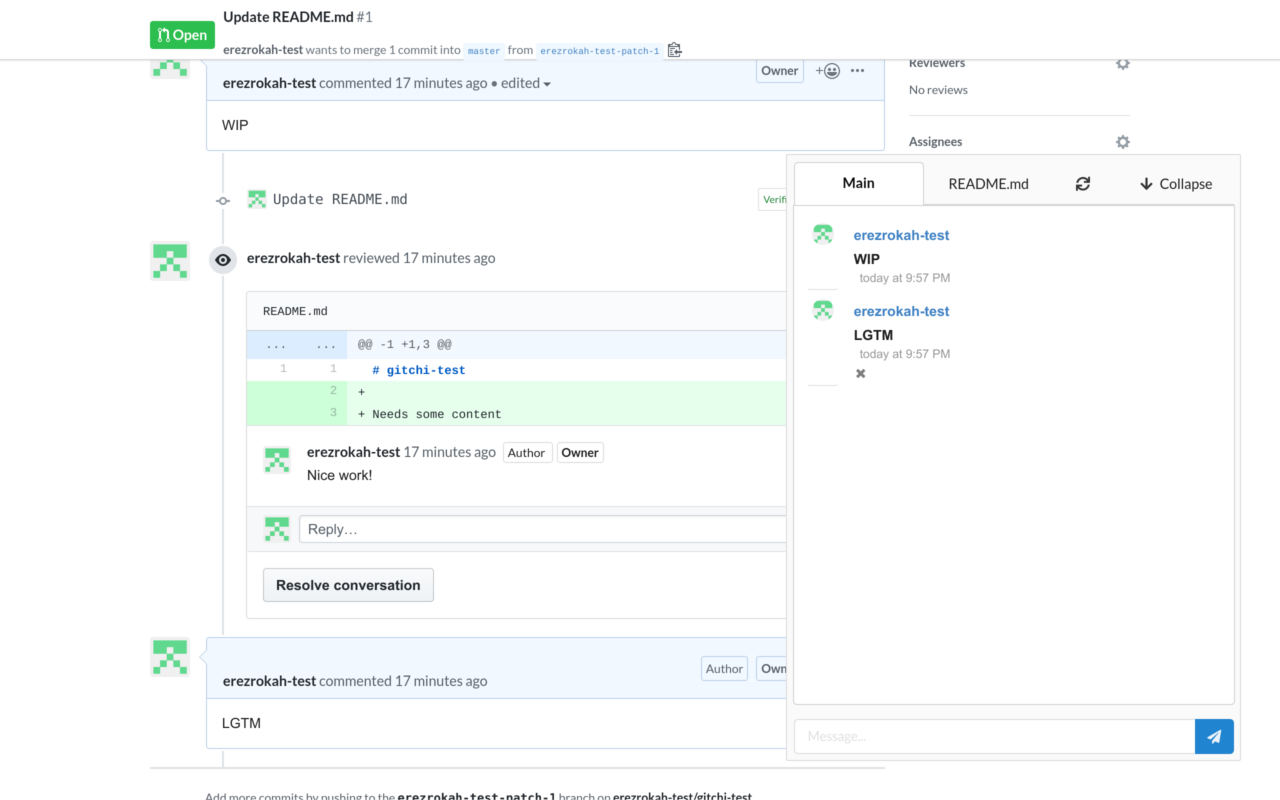 Update README.md #1
Open
erezrokah-test wants to merge 1 commit into master from erezrokah-test-patch-1
erezrokah-test commented 17 minutes ago • edited
Owner
WIP
Update README.md
Verifi
erezrokah-test reviewed 17 minutes ago
README.md
... ... @@ -1 +1,3 @@
1 1 # gitchi-test
2 +
3 + Needs some content
erezrokah-test 17 minutes ago Author Owner
Nice work!
Reply…
Resolve conversation
erezrokah-test commented 17 minutes ago
Author Own
LGTM
Add more commits by pushing to the erezrokah-test-patch-1 branch on erezrokah-test/gitchi-test
Reviewers
No reviews
Assignees
Main README.md Collapse
erezrokah-test
WIP
today at 9:57 PM
erezrokah-test
LGTM
today at 9:57 PM
Message...